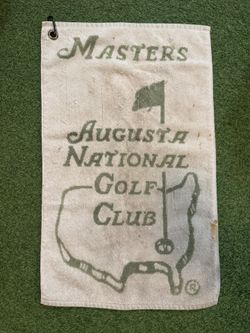 MASTERS
AUGUSTA
NATIONAL
GOLF
CLUB
®